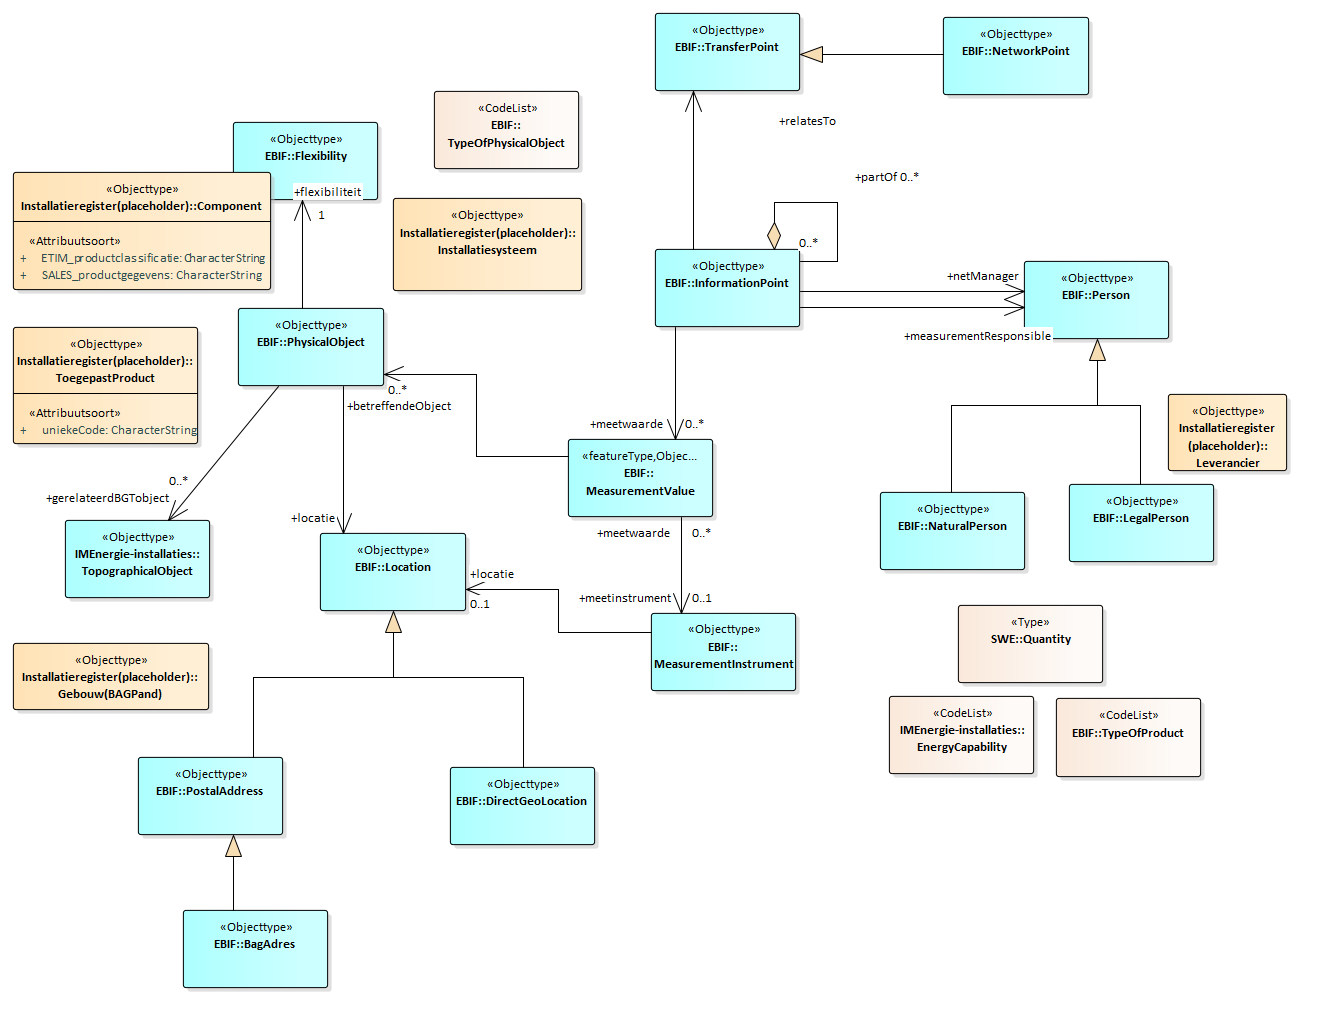 «Objecttype»
EBIF::TransferPoint
«Objecttype»
EBIF::NetworkPoint
+relatesTo
«CodeList»
EBIF::
TypeOfPhysicalObject
«Objecttype»
EBIF::Flexibility
+flexibiliteit
1
«Objecttype»
Installatieregister(placeholder)::Component
«Attribuutsoort»
+ ETIM_productclassificatie: CharacterString
+ SALES_productgegevens: CharacterString
«Objecttype»
Installatieregister(placeholder)::
Installatiesysteem
+partOf 0..*
0..*
«Objecttype»
EBIF::InformationPoint
+netManager
+measurementResponsible
«Objecttype»
EBIF::Person
«Objecttype»
EBIF::PhysicalObject
«Objecttype»
Installatieregister(placeholder)::
ToegepastProduct
«Attribuutsoort»
+ uniekeCode: CharacterString
0..*
+betreffendeObject
+meetwaarde 0..*
«featureType,Objec...
EBIF::
MeasurementValue
«Objecttype»
Installatieregister
(placeholder)::
Leverancier
0..*
+gerelateerdBGTobject
«Objecttype»
IMEnergie-installaties::
TopographicalObject
+locatie
«Objecttype»
EBIF::Location
+locatie
0..1
+meetwaarde 0..*
+meetinstrument 0..1
«Objecttype»
EBIF::
MeasurementInstrument
«Objecttype»
EBIF::NaturalPerson
«Objecttype»
EBIF::LegalPerson
«Type»
SWE::Quantity
«Objecttype»
Installatieregister(placeholder)::
Gebouw(BAGPand)
«CodeList»
IMEnergie-installaties::
EnergyCapability
«CodeList»
EBIF::TypeOfProduct
«Objecttype»
EBIF::PostalAddress
«Objecttype»
EBIF::DirectGeoLocation
«Objecttype»
EBIF::BagAdres